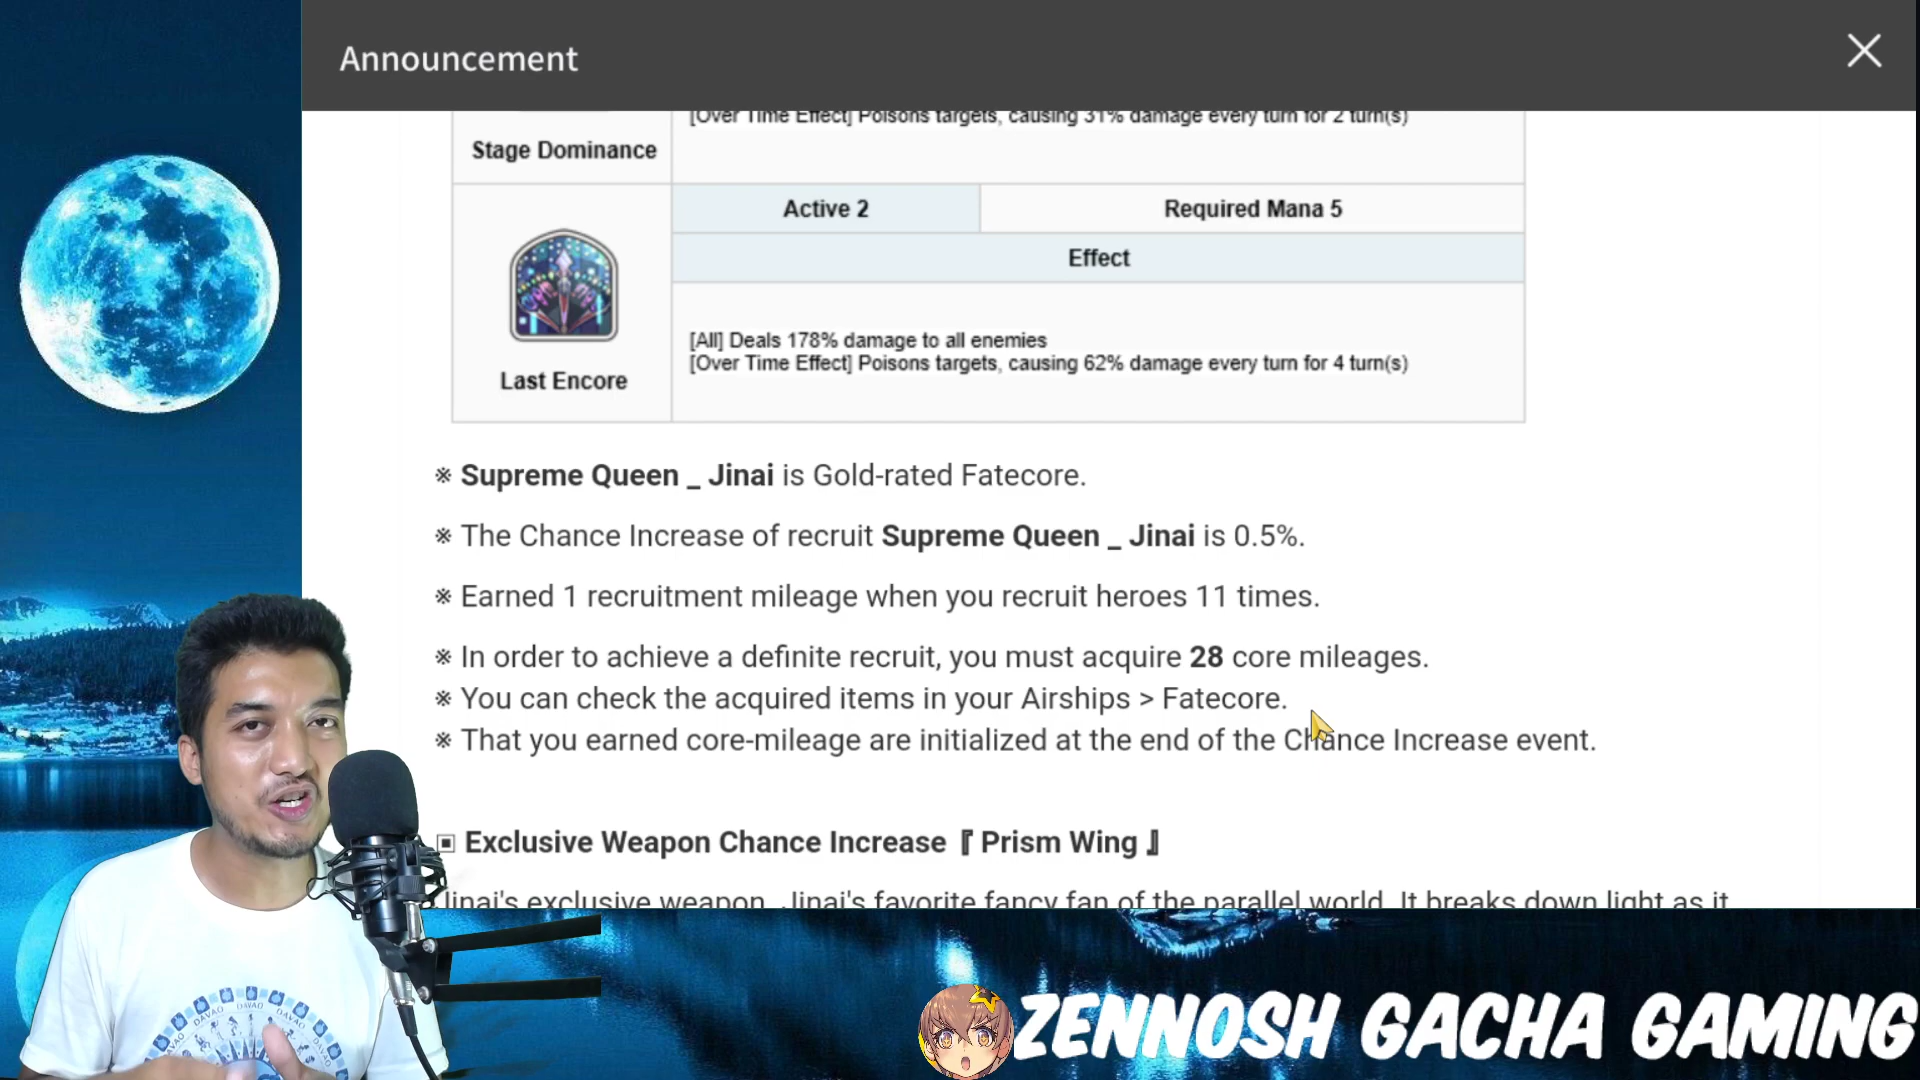 Announcement
[Over Time Effect] Poisons targets, causing 31% damage every turn for 2 turn(s)
Stage Dominance
Active 2
Required Mana 5
Effect
[All] Deals 178% damage to all enemies
[Over Time Effect] Poisons targets, causing 62% damage every turn for 4 turn(s)
Last Encore
※ Supreme Queen _ Jinai is Gold-rated Fatecore.
※ The Chance Increase of recruit Supreme Queen _ Jinai is 0.5%.
※ Earned 1 recruitment mileage when you recruit heroes 11 times.
※ In order to achieve a definite recruit, you must acquire 28 core mileages.
※ You can check the acquired items in your Airships > Fatecore.
※ That you earned core-mileage are initialized at the end of the Chance Increase event.
▣ Exclusive Weapon Chance Increase『 Prism Wing 』
Jinai's exclusive weapon. Jinai's favorite fancy fan of the parallel world. It breaks down light as it
DAVAO DAVAO DAVAO DAVAO DAVAO
ZENNOSH GACHA GAMING